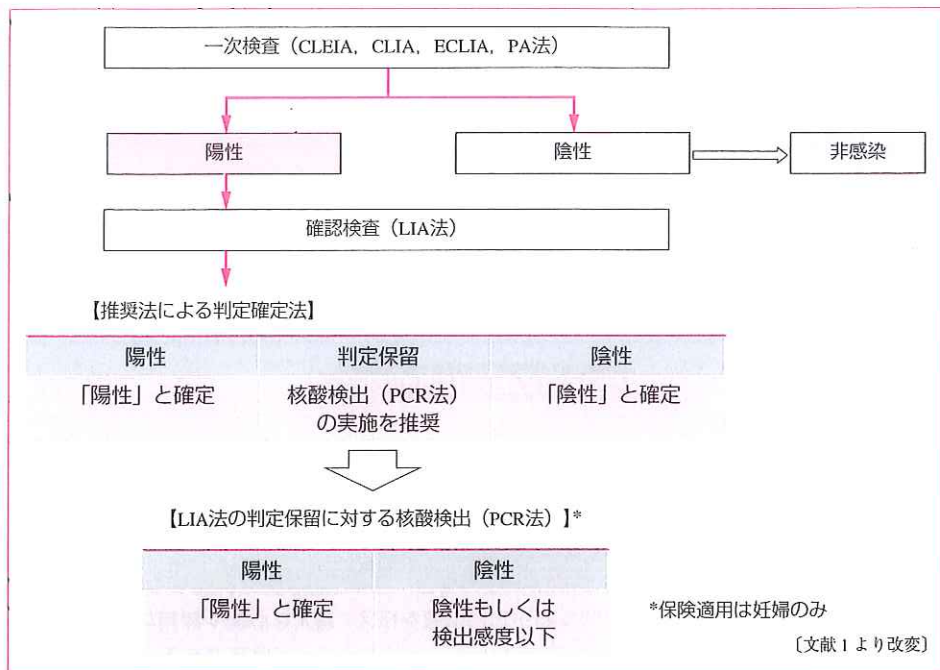 一次検査（CLEIA，CLIA，ECLIA，PA法）
陽性
陰性
非感染
確認検査（LIA法）
【推奨法による判定確定法】
陽性
判定保留
陰性
「陽性」と確定
核酸検出（PCR法）
の実施を推奨
「陰性」と確定
【LIA法の判定保留に対する核酸検出（PCR法）】*
陽性
陰性
「陽性」と確定
陰性もしくは
検出感度以下
*保険適用は妊婦のみ
〔文献 1 より改変〕